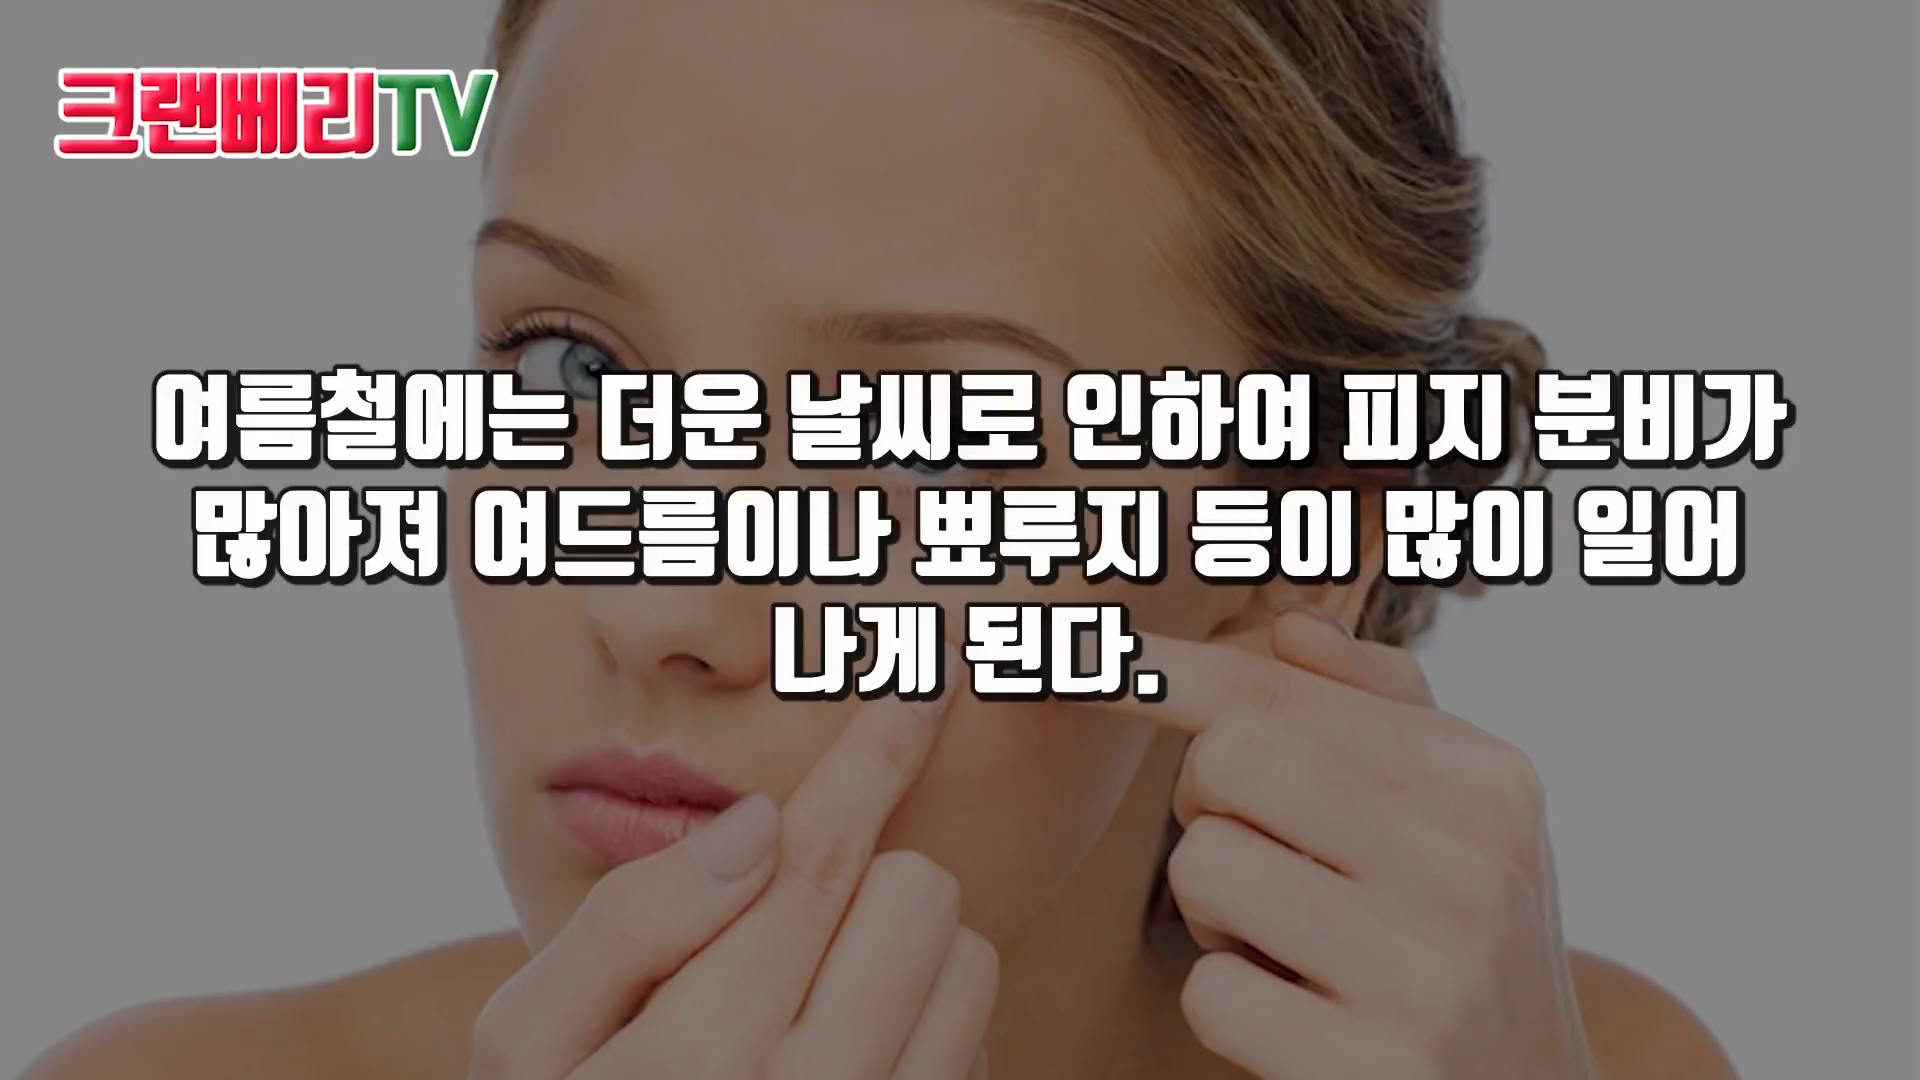 크랜베리TV
여름철에는 더운 날씨로 인하여 피지 분비가
많아져 여드름이나 뾰루지 등이 많이 일어
나게 된다.